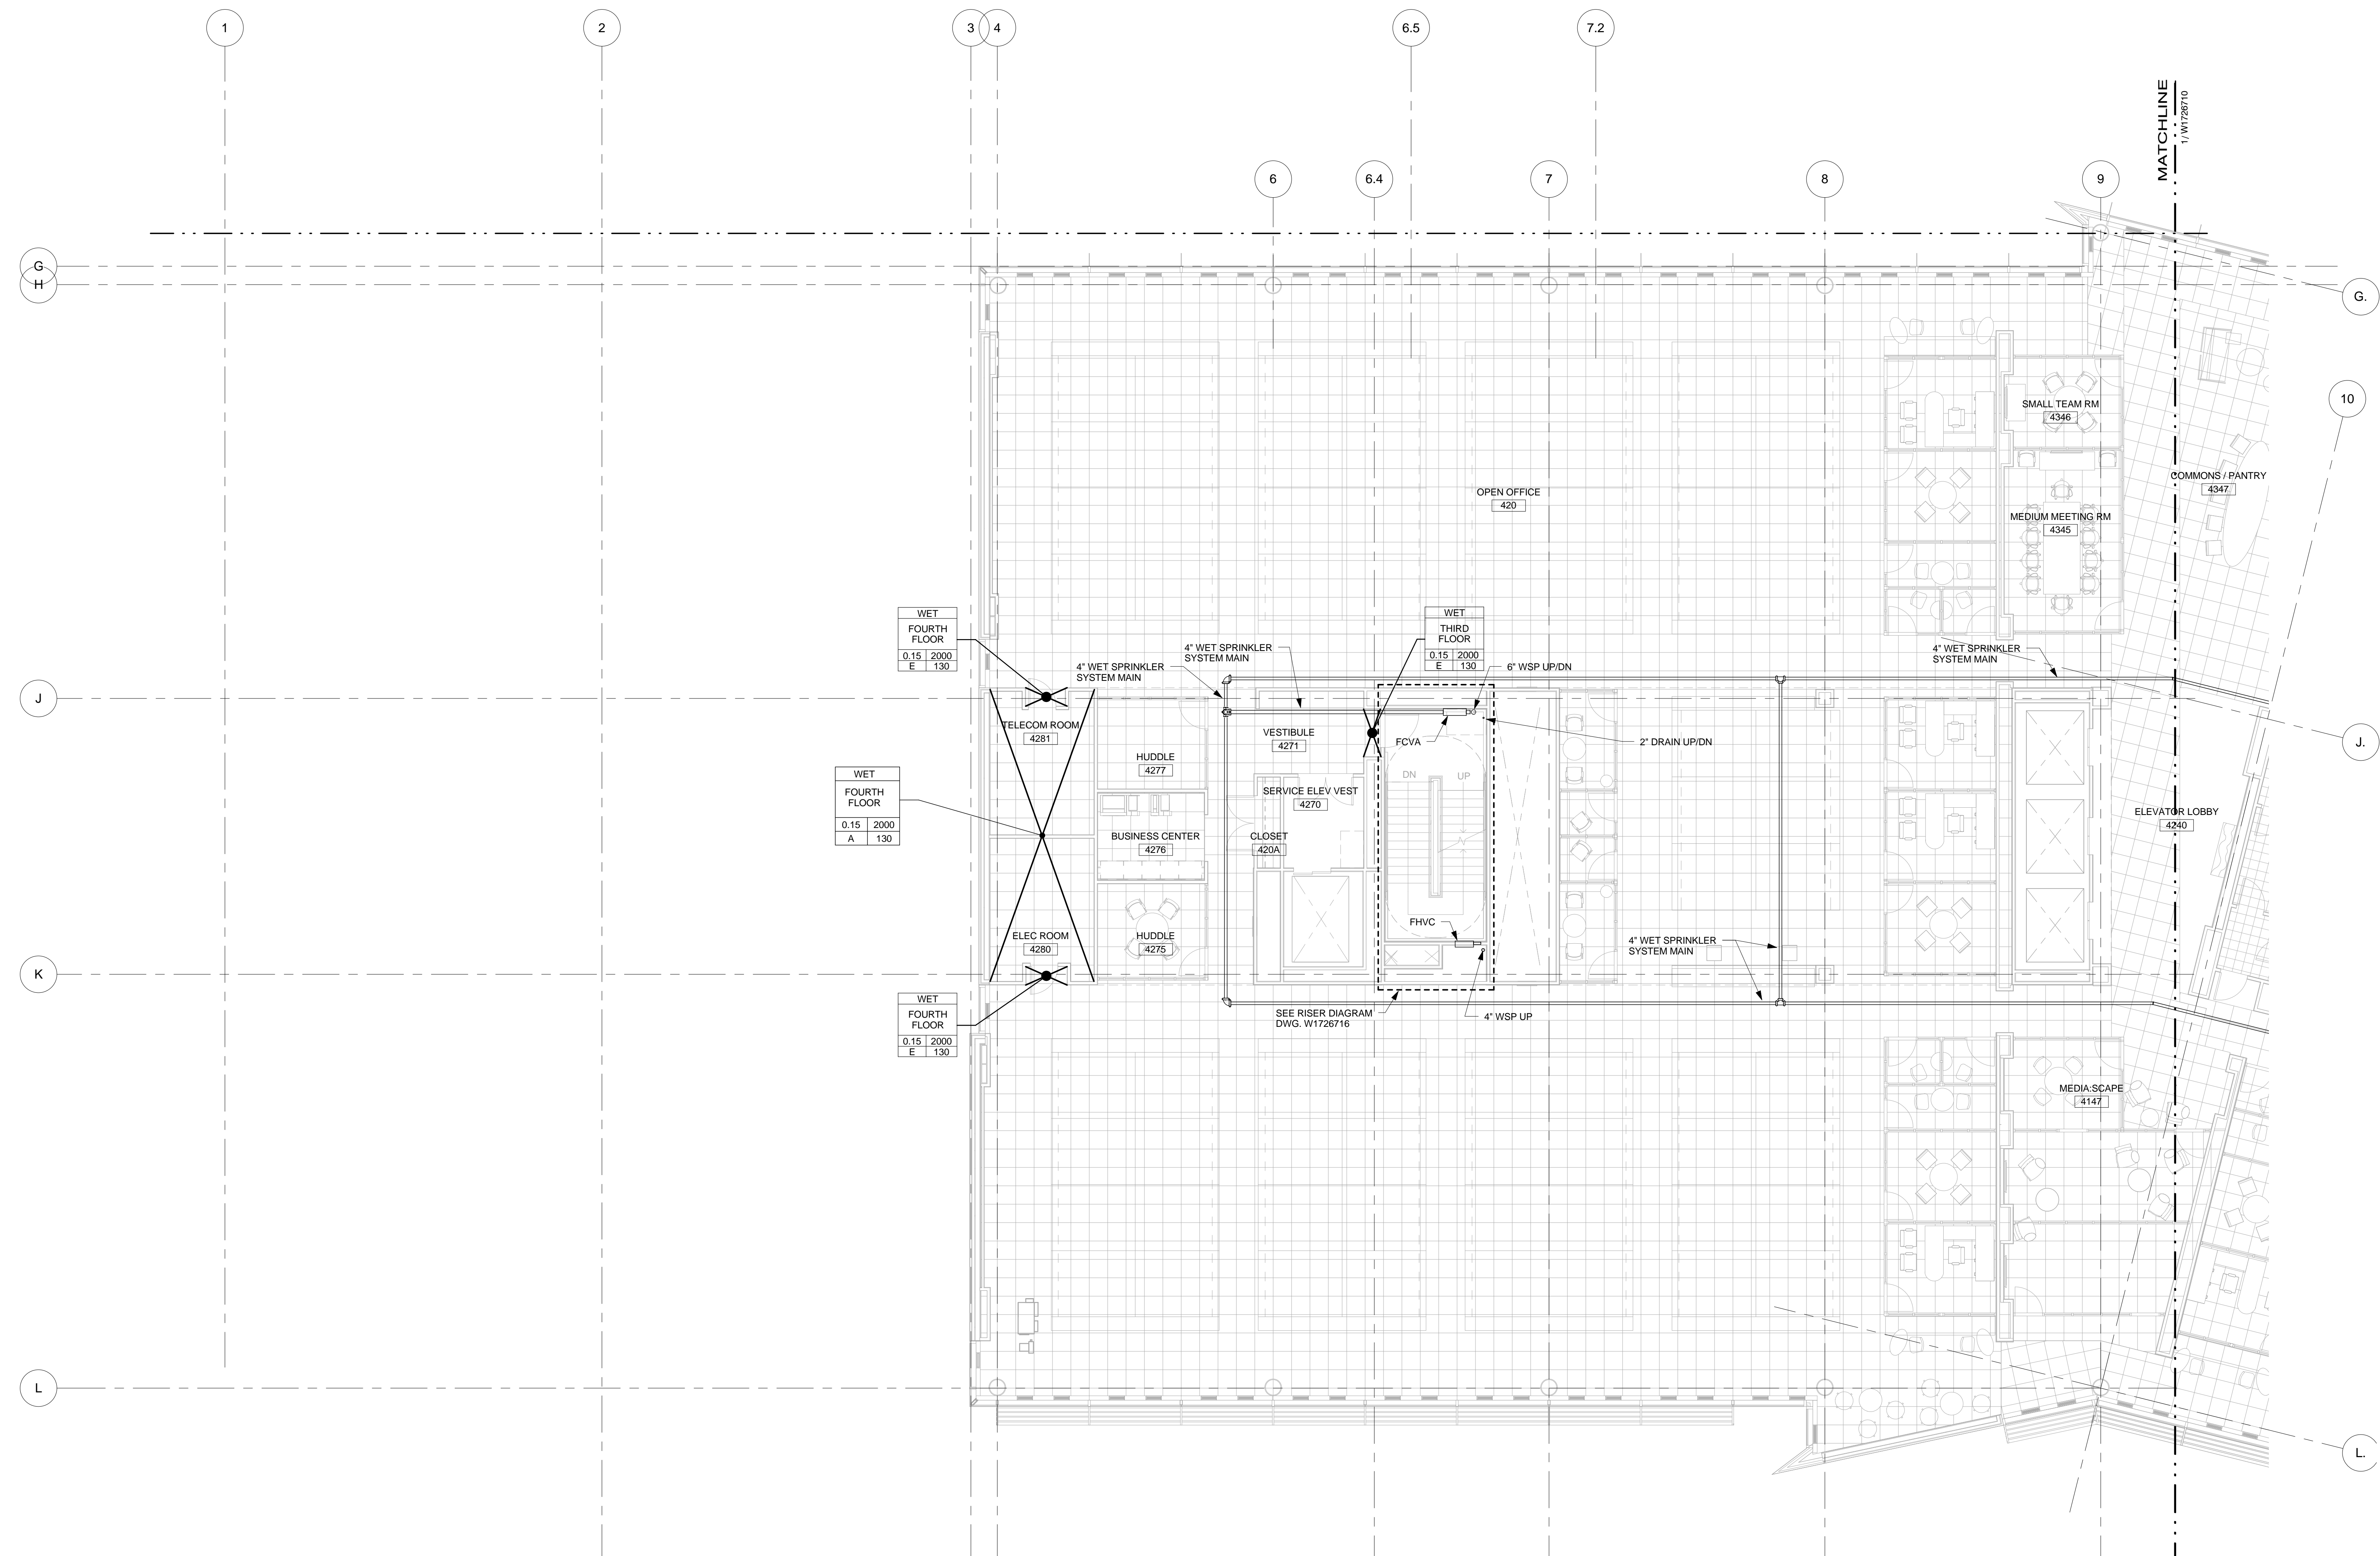 1
2
3
4
6.5
7.2
MATCHLINE
1 / W1726710
6
6.4
7
8
9
G
H
G.
10
SMALL TEAM RM
4346
COMMONS / PANTRY
4347
OPEN OFFICE
420
MEDIUM MEETING RM
4345
WET
FOURTH
FLOOR
0.15 2000
E 130
WET
THIRD
FLOOR
0.15 2000
E 130
4" WET SPRINKLER
SYSTEM MAIN
4" WET SPRINKLER
SYSTEM MAIN
6" WSP UP/DN
4" WET SPRINKLER
SYSTEM MAIN
J
J.
TELECOM ROOM
4281
VESTIBULE
4271
FCVA
2" DRAIN UP/DN
HUDDLE
4277
DN
UP
WET
FOURTH
FLOOR
0.15 2000
A 130
SERVICE ELEV VEST
4270
ELEVATOR LOBBY
4240
BUSINESS CENTER
4276
CLOSET
420A
FHVC
ELEC ROOM
4280
HUDDLE
4275
4" WET SPRINKLER
SYSTEM MAIN
K
WET
FOURTH
FLOOR
0.15 2000
E 130
SEE RISER DIAGRAM
DWG. W1726716
4" WSP UP
MEDIA:SCAPE
4147
L
L.